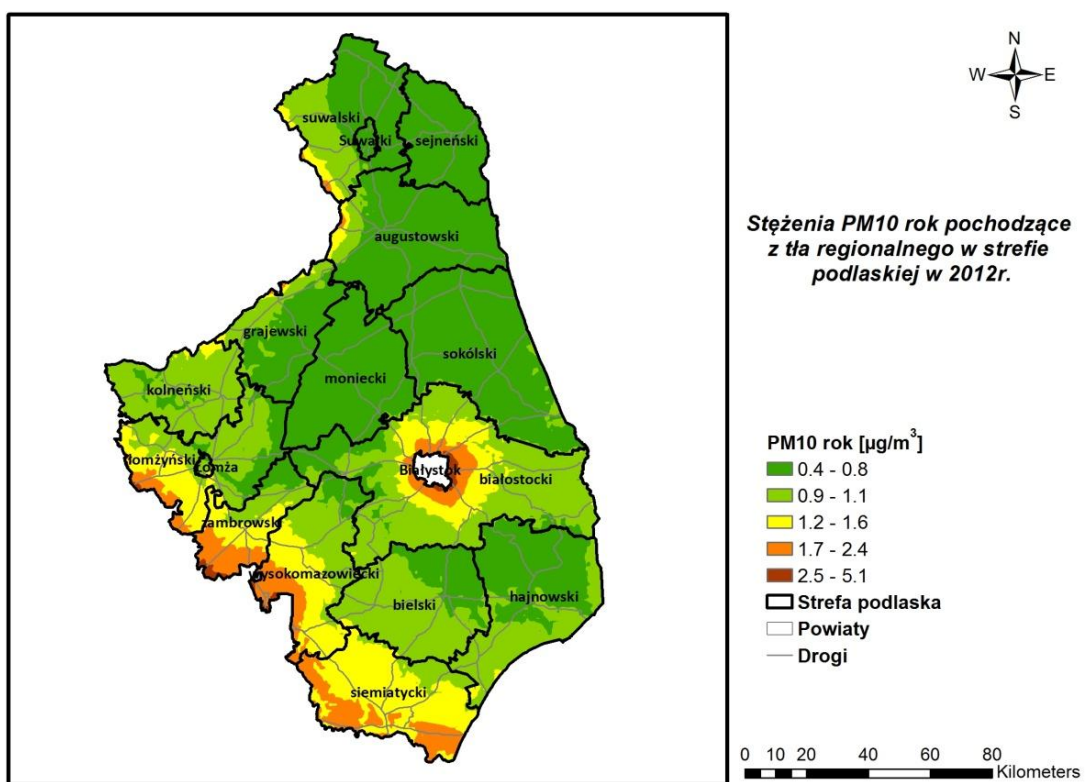 N
W E
S
Stężenia PM10 rok pochodzące
z tła regionalnego w strefie
podlaskiej w 2012r.
suwalski
Suwałki
sejneński
augustowski
grajewski
sokólski
moniecki
kolneński
łomżyński
Łomża
Białystok
białostocki
zambrowski
wysokomazowiecki
bielski
hajnowski
siemiatycki
PM10 rok [µg/m³]
0.4 - 0.8
0.9 - 1.1
1.2 - 1.6
1.7 - 2.4
2.5 - 5.1
Strefa podlaska
Powiaty
Drogi
0 10 20 40 60 80
Kilometers